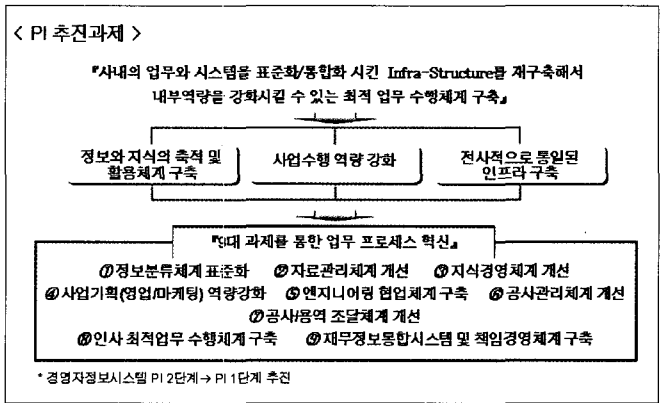 < PI 추진과제 >
『사내의 업무와 시스템을 표준화/통합화 시킨 Infra-Structure를 재구축해서
내부역량을 강화시킬 수 있는 최적 업무 수행체계 구축』
정보와 지식의 축적 및
활용체계 구축
사업수행 역량 강화
전사적으로 통일된
인프라 구축
『9대 과제를 통한 업무 프로세스 혁신』
①정보분류체계 표준화 ②자료관리체계 개선 ③지식경영체계 개선
④사업기획(영업/마케팅) 역량강화 ⑤엔지니어링 협업체계 구축 ⑥공사관리체계 개선
⑦공사/용역 조달체계 개선
⑧인사 최적업무 수행체계 구축 ⑨재무정보통합시스템 및 책임경영체계 구축
* 경영자정보시스템 PI 2단계→ PI 1단계 추진